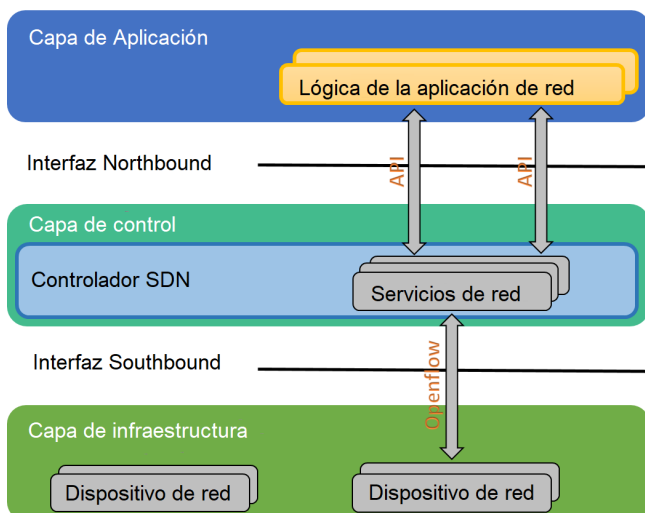 Capa de Aplicación
Lógica de la aplicación de red
Interfaz Northbound
API
API
Capa de control
Controlador SDN
Servicios de red
Interfaz Southbound
Openflow
Capa de infraestructura
Dispositivo de red
Dispositivo de red